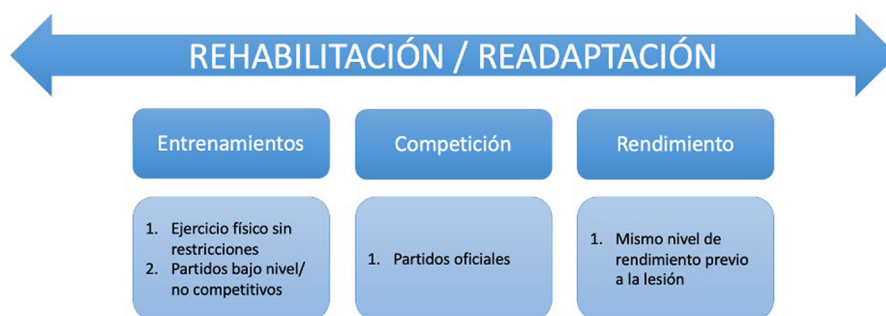 REHABILITACIÓN / READAPTACIÓN
Entrenamientos
Competición
Rendimiento
1. Ejercicio físico sin
restricciones
2. Partidos bajo nivel/
no competitivos
1. Partidos oficiales
1. Mismo nivel de
rendimiento previo
a la lesión